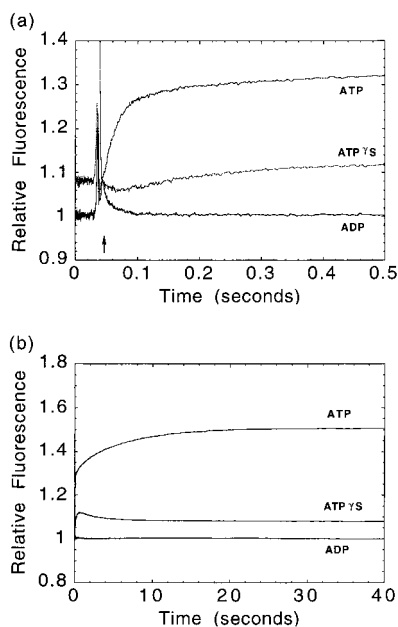 (a)
1.4
1.3
1.2
1.1
1
0.9
Relative Fluorescence
ATP
ATPγS
ADP
0
0.1
0.2
0.3
0.4
0.5
Time (seconds)
(b)
1.8
1.6
1.4
1.2
1
0.8
Relative Fluorescence
ATP
ATPγS
ADP
0
10
20
30
40
Time (seconds)